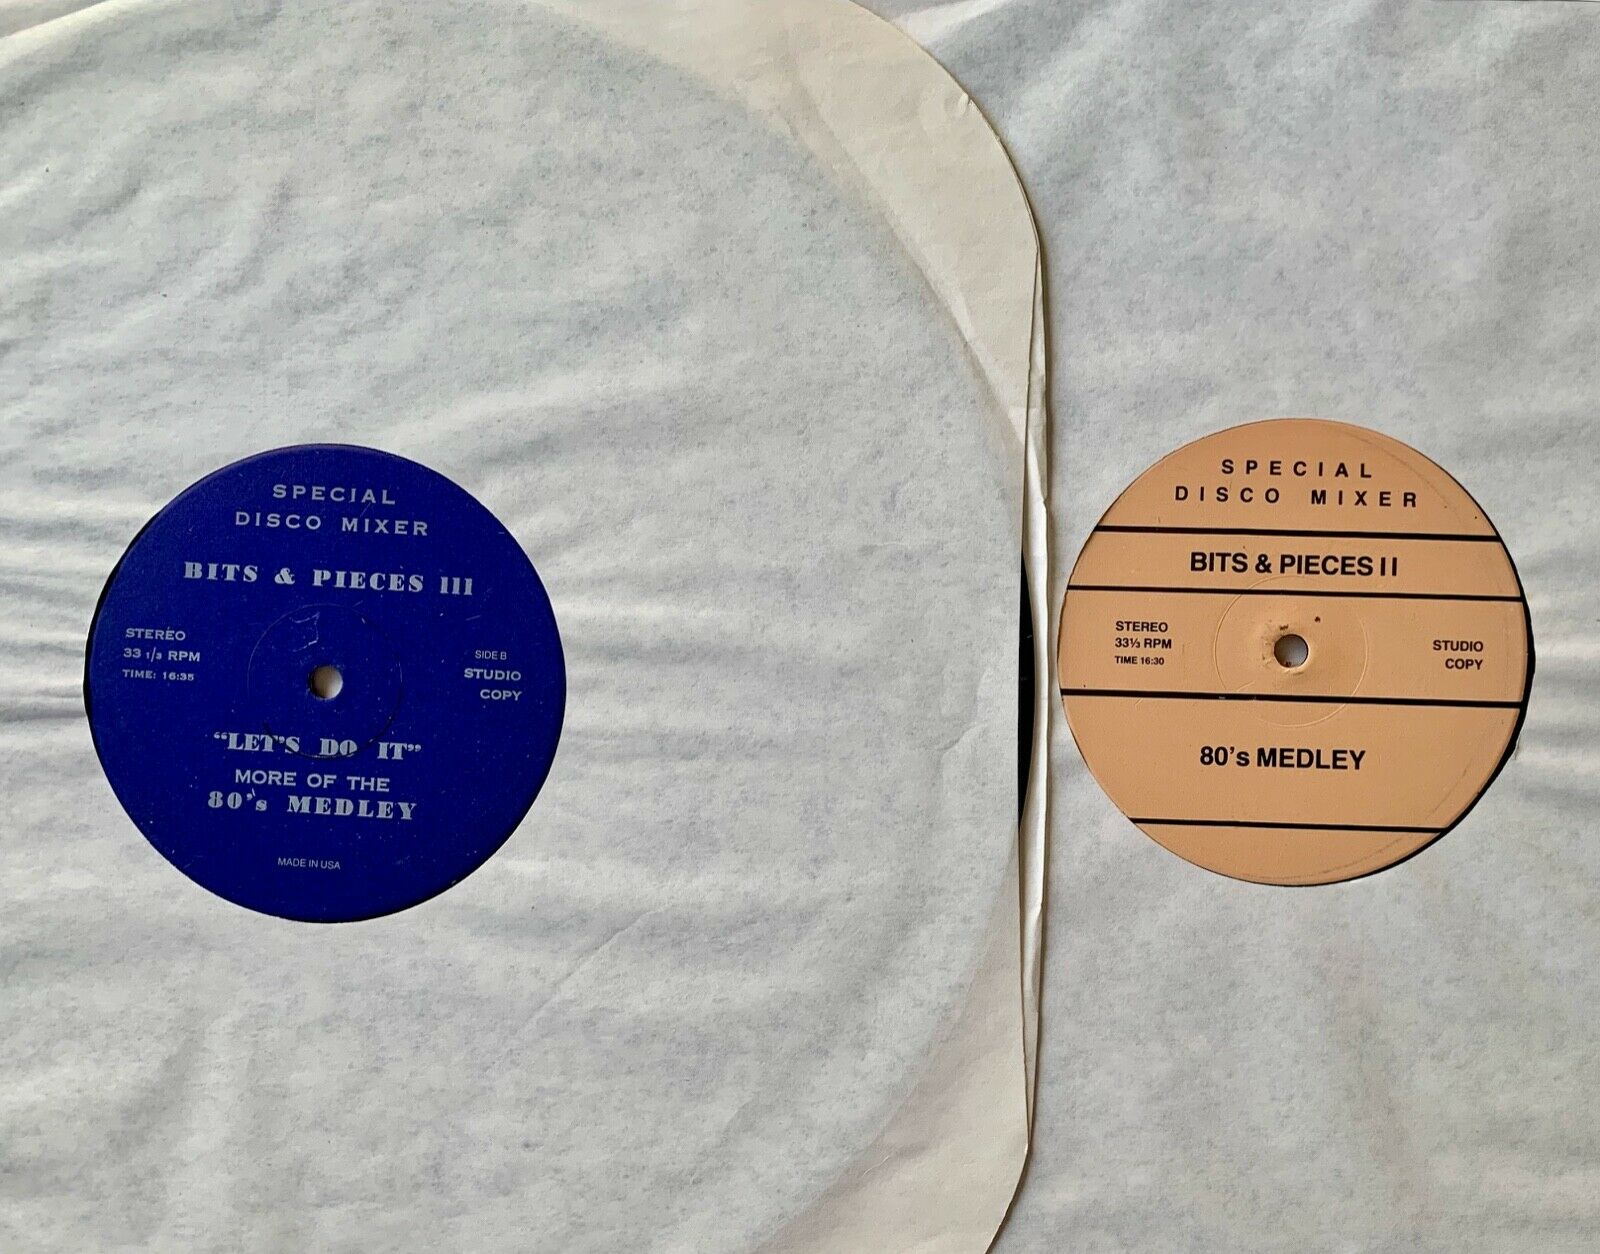 SPECIAL
DISCO MIXER
BITS & PIECES III
STEREO
33 1/3 RPM
TIME: 16:35
SIDE B
STUDIO
COPY
"LET'S DO IT"
MORE OF THE
80's MEDLEY
MADE IN USA
SPECIAL
DISCO MIXER
BITS & PIECES II
STEREO
33⅓ RPM
TIME 16:30
STUDIO
COPY
80's MEDLEY